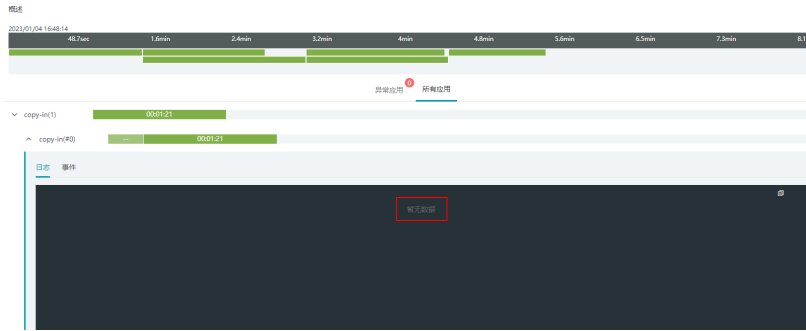 概述
2023/01/04 16:48:14
48.7sec 1.6min 2.4min 3.2min 4min 4.8min 5.6min 6.5min 7.3min 8.1
异常应用 0 所有应用
copy-in(1) 00:01:21
copy-in(#0) ... 00:01:21
日志 事件
暂无数据